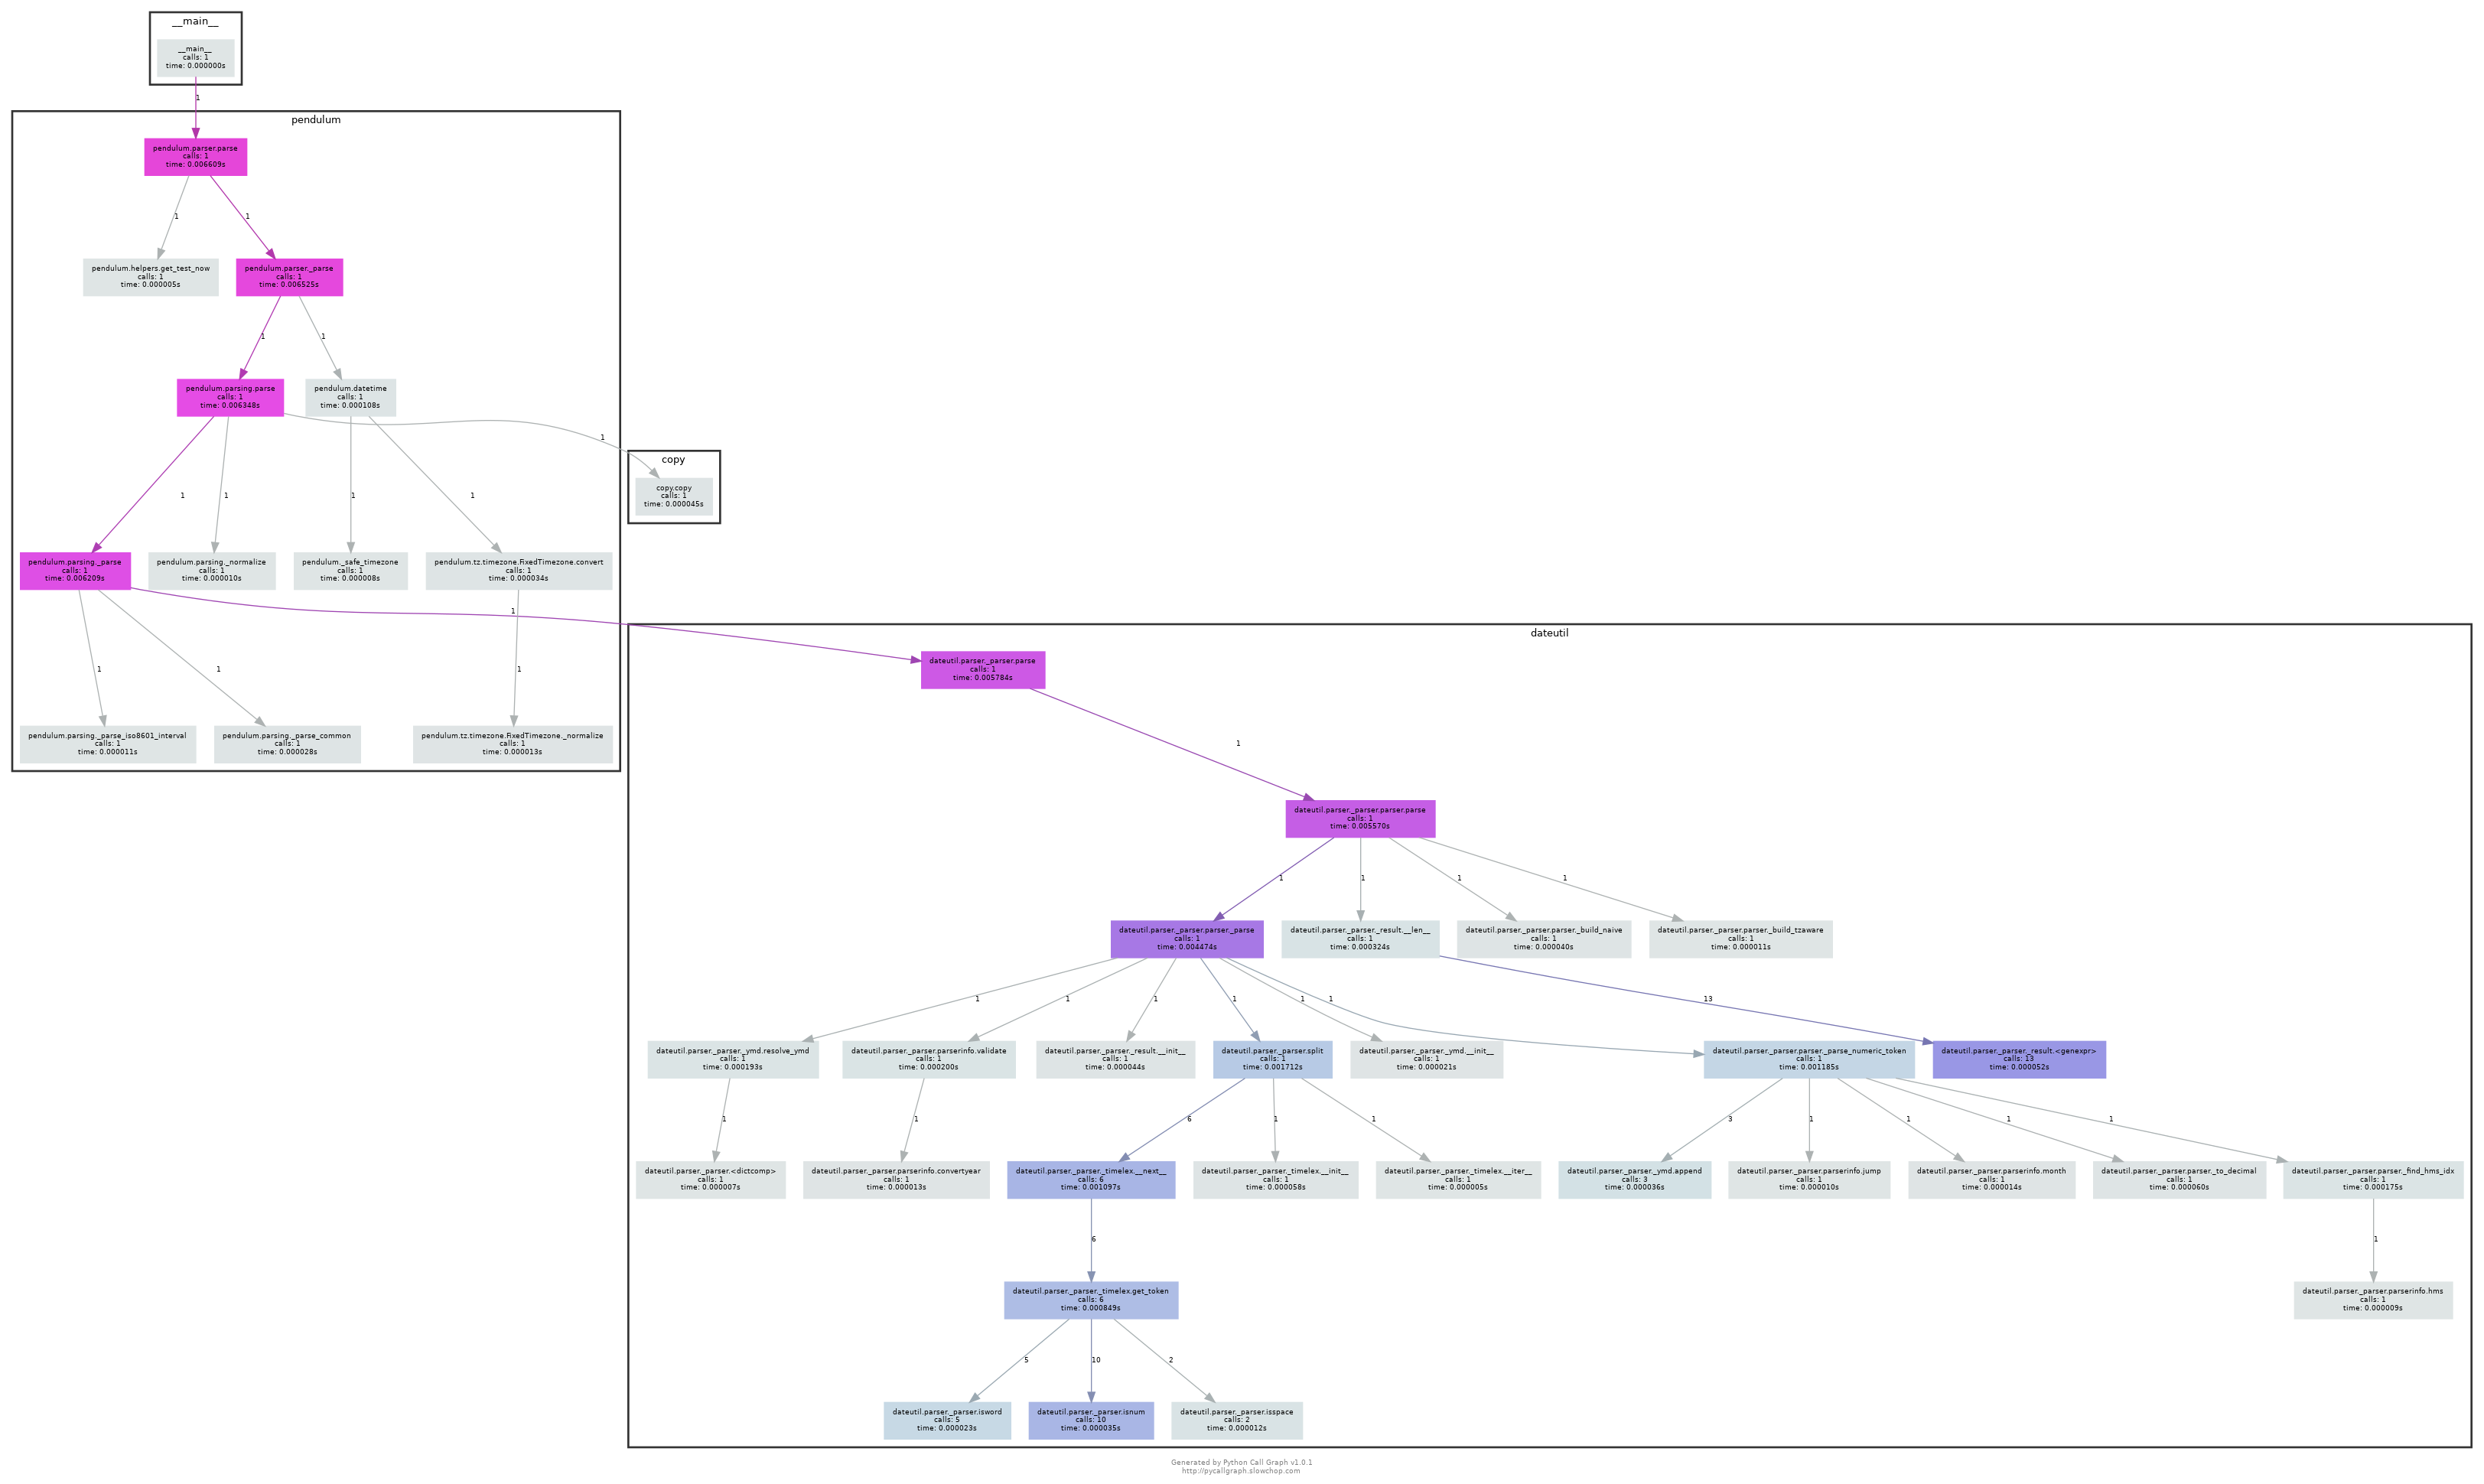 __main__
__main__
calls: 1
time: 0.000000s
1
pendulum
pendulum.parser.parse
calls: 1
time: 0.006609s
1
1
pendulum.helpers.get_test_now
calls: 1
time: 0.000005s
pendulum.parser._parse
calls: 1
time: 0.006525s
1
1
pendulum.parsing.parse
calls: 1
time: 0.006348s
pendulum.datetime
calls: 1
time: 0.000108s
1
copy
copy.copy
calls: 1
time: 0.000045s
1
1
1
1
pendulum.parsing._parse
calls: 1
time: 0.006209s
pendulum.parsing._normalize
calls: 1
time: 0.000010s
pendulum._safe_timezone
calls: 1
time: 0.000008s
pendulum.tz.timezone.FixedTimezone.convert
calls: 1
time: 0.000034s
1
1
1
1
pendulum.parsing._parse_iso8601_interval
calls: 1
time: 0.000011s
pendulum.parsing._parse_common
calls: 1
time: 0.000028s
pendulum.tz.timezone.FixedTimezone._normalize
calls: 1
time: 0.000013s
dateutil
dateutil.parser._parser.parse
calls: 1
time: 0.005784s
1
dateutil.parser._parser.parser.parse
calls: 1
time: 0.005570s
1
1
1
1
dateutil.parser._parser.parser._parse
calls: 1
time: 0.004474s
dateutil.parser._parser._result.__len__
calls: 1
time: 0.000324s
dateutil.parser._parser.parser._build_naive
calls: 1
time: 0.000040s
dateutil.parser._parser.parser._build_tzaware
calls: 1
time: 0.000011s
1
1
1
1
1
1
13
dateutil.parser._parser._ymd.resolve_ymd
calls: 1
time: 0.000193s
dateutil.parser._parser.parserinfo.validate
calls: 1
time: 0.000200s
dateutil.parser._parser._result.__init__
calls: 1
time: 0.000044s
dateutil.parser._parser.split
calls: 1
time: 0.001712s
dateutil.parser._parser._ymd.__init__
calls: 1
time: 0.000021s
dateutil.parser._parser.parser._parse_numeric_token
calls: 1
time: 0.001185s
dateutil.parser._parser._result.<genexpr>
calls: 13
time: 0.000052s
1
1
6
1
1
3
1
1
1
1
dateutil.parser._parser.<dictcomp>
calls: 1
time: 0.000007s
dateutil.parser._parser.parserinfo.convertyear
calls: 1
time: 0.000013s
dateutil.parser._parser._timelex.__next__
calls: 6
time: 0.001097s
dateutil.parser._parser._timelex.__init__
calls: 1
time: 0.000058s
dateutil.parser._parser._timelex.__iter__
calls: 1
time: 0.000005s
dateutil.parser._parser._ymd.append
calls: 3
time: 0.000036s
dateutil.parser._parser.parserinfo.jump
calls: 1
time: 0.000010s
dateutil.parser._parser.parserinfo.month
calls: 1
time: 0.000014s
dateutil.parser._parser.parser._to_decimal
calls: 1
time: 0.000060s
dateutil.parser._parser.parser._find_hms_idx
calls: 1
time: 0.000175s
6
1
dateutil.parser._parser._timelex.get_token
calls: 6
time: 0.000849s
dateutil.parser._parser.parserinfo.hms
calls: 1
time: 0.000009s
5
10
2
dateutil.parser._parser.isword
calls: 5
time: 0.000023s
dateutil.parser._parser.isnum
calls: 10
time: 0.000035s
dateutil.parser._parser.isspace
calls: 2
time: 0.000012s
Generated by Python Call Graph v1.0.1
http://pycallgraph.slowchop.com